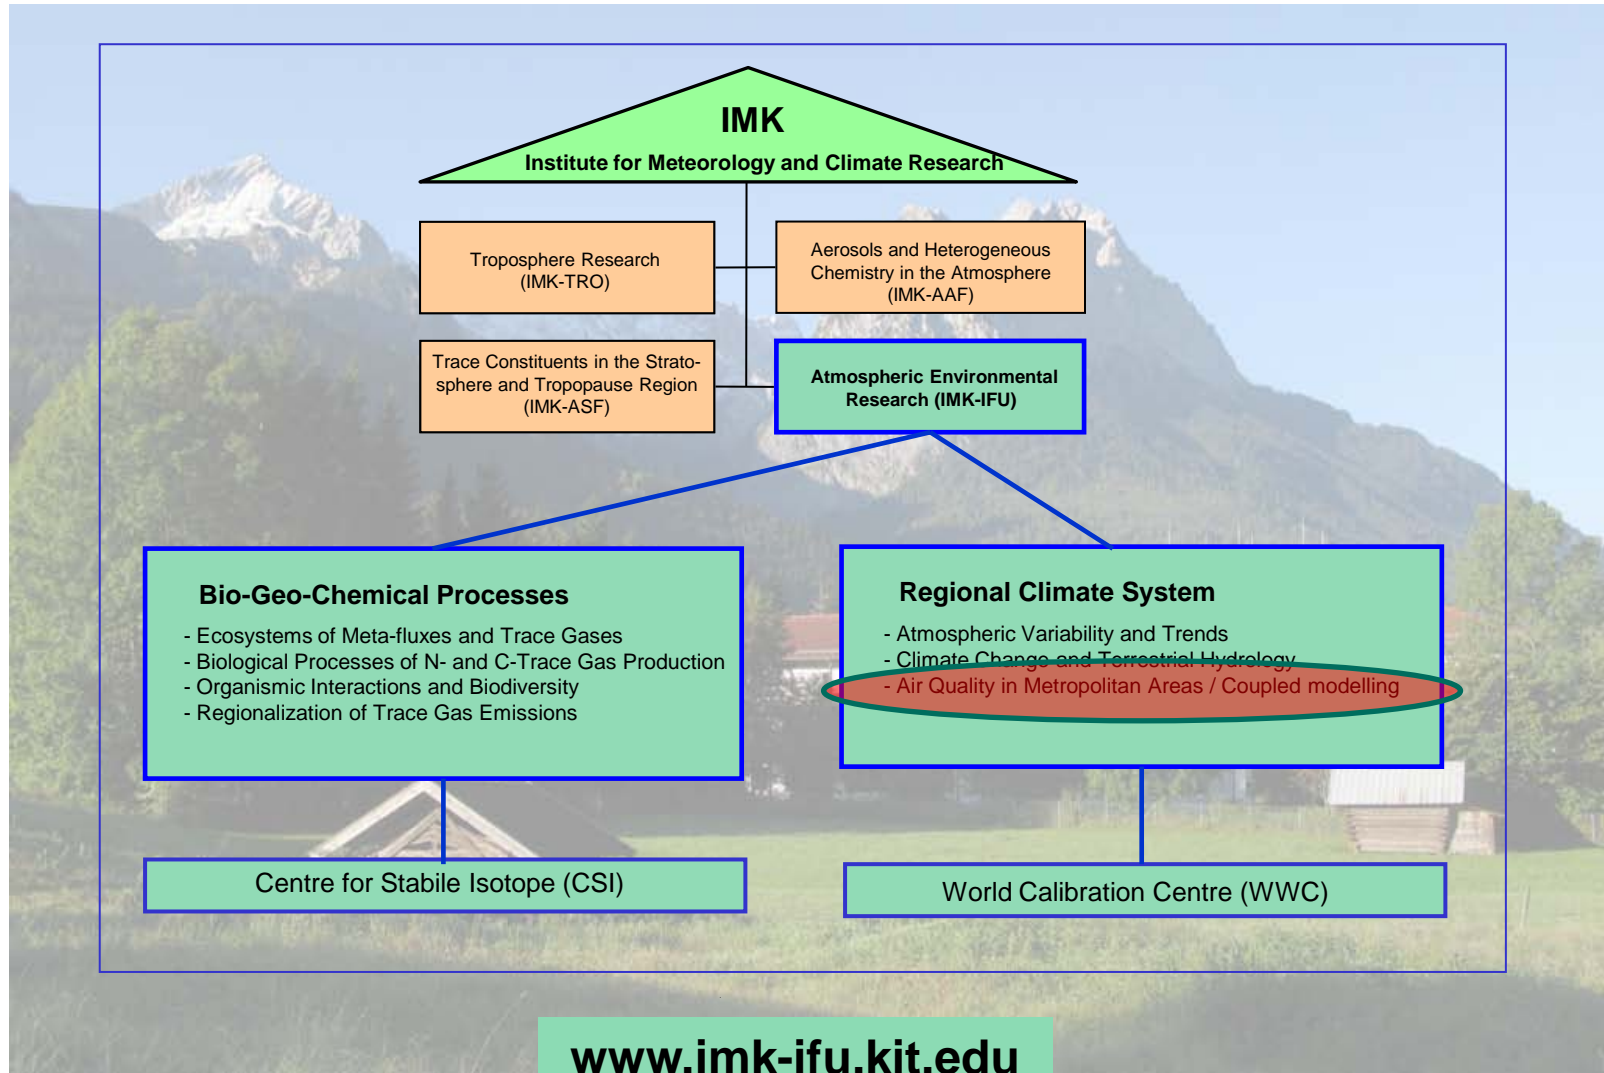 IMK
Institute for Meteorology and Climate Research
Troposphere Research
(IMK-TRO)
Aerosols and Heterogeneous
Chemistry in the Atmosphere
(IMK-AAF)
Trace Constituents in the Strato-
sphere and Tropopause Region
(IMK-ASF)
Atmospheric Environmental
Research (IMK-IFU)
Bio-Geo-Chemical Processes
- Ecosystems of Meta-fluxes and Trace Gases
- Biological Processes of N- and C-Trace Gas Production
- Organismic Interactions and Biodiversity
- Regionalization of Trace Gas Emissions
Regional Climate System
- Atmospheric Variability and Trends
- Climate Change and Terrestrial Hydrology
- Air Quality in Metropolitan Areas / Coupled modelling
Centre for Stabile Isotope (CSI)
World Calibration Centre (WWC)
www.imk-ifu.kit.edu